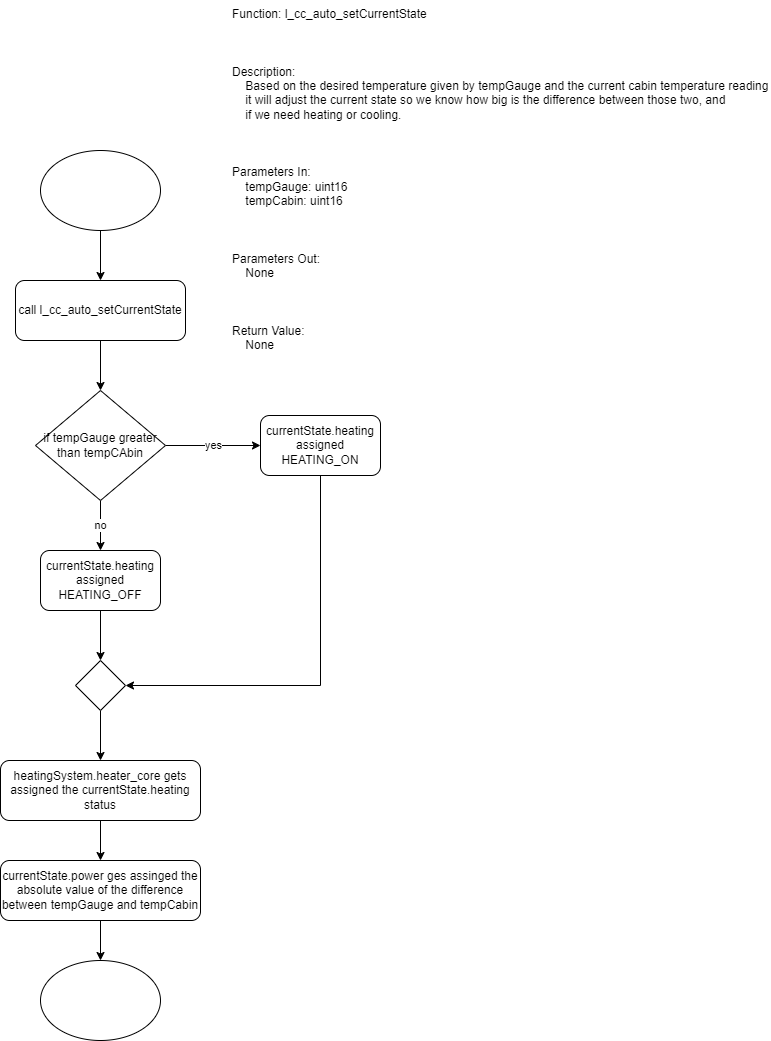 Function: l_cc_auto_setCurrentState
Description:
Based on the desired temperature given by tempGauge and the current cabin temperature reading
it will adjust the current state so we know how big is the difference between those two, and
if we need heating or cooling.
Parameters In:
tempGauge: uint16
tempCabin: uint16
Parameters Out:
None
Return Value:
None
call l_cc_auto_setCurrentState
if tempGauge greater
than tempCAbin
yes
currentState.heating
assigned
HEATING_ON
no
currentState.heating
assigned
HEATING_OFF
heatingSystem.heater_core gets
assigned the currentState.heating
status
currentState.power ges assinged the
absolute value of the difference
between tempGauge and tempCabin